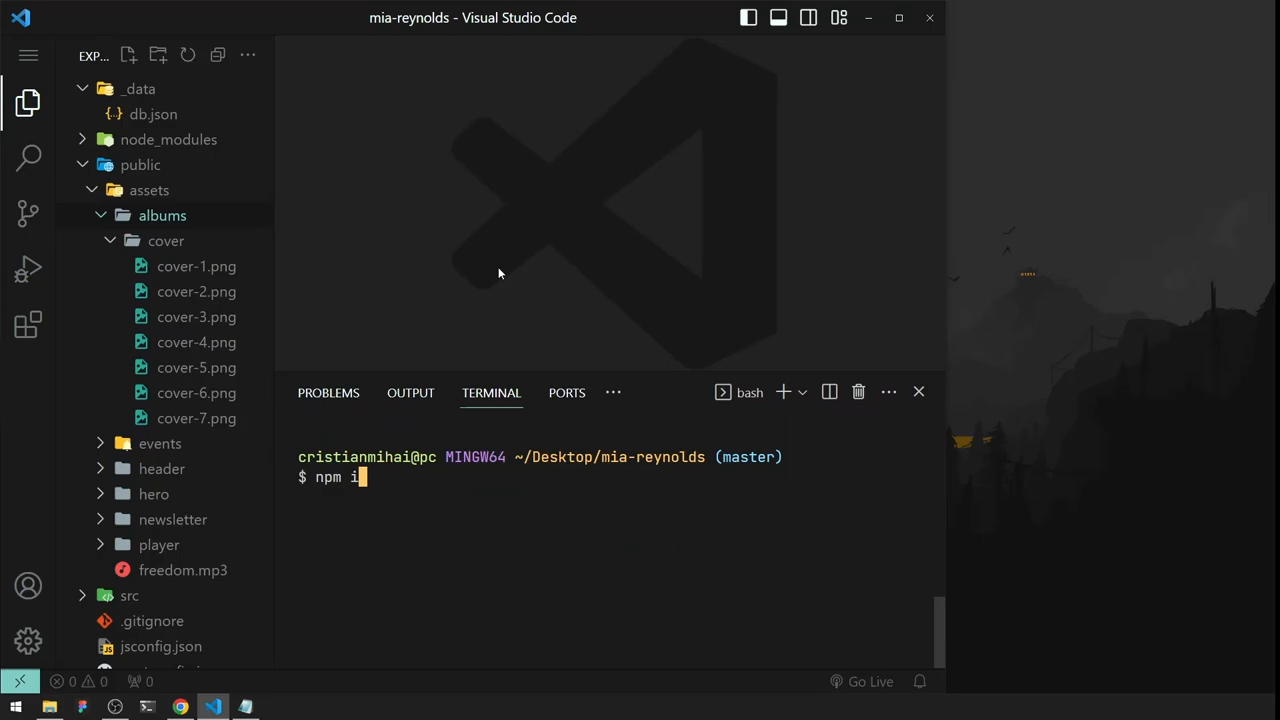 mia-reynolds - Visual Studio Code
EXP...
_data
db.json
node_modules
public
assets
albums
cover
cover-1.png
cover-2.png
cover-3.png
cover-4.png
cover-5.png
cover-6.png
cover-7.png
events
header
hero
newsletter
player
freedom.mp3
src
.gitignore
jsconfig.json
PROBLEMS OUTPUT TERMINAL PORTS ... bash
cristianmihai@pc MINGW64 ~/Desktop/mia-reynolds (master)
$ npm i
0 0 0 Go Live